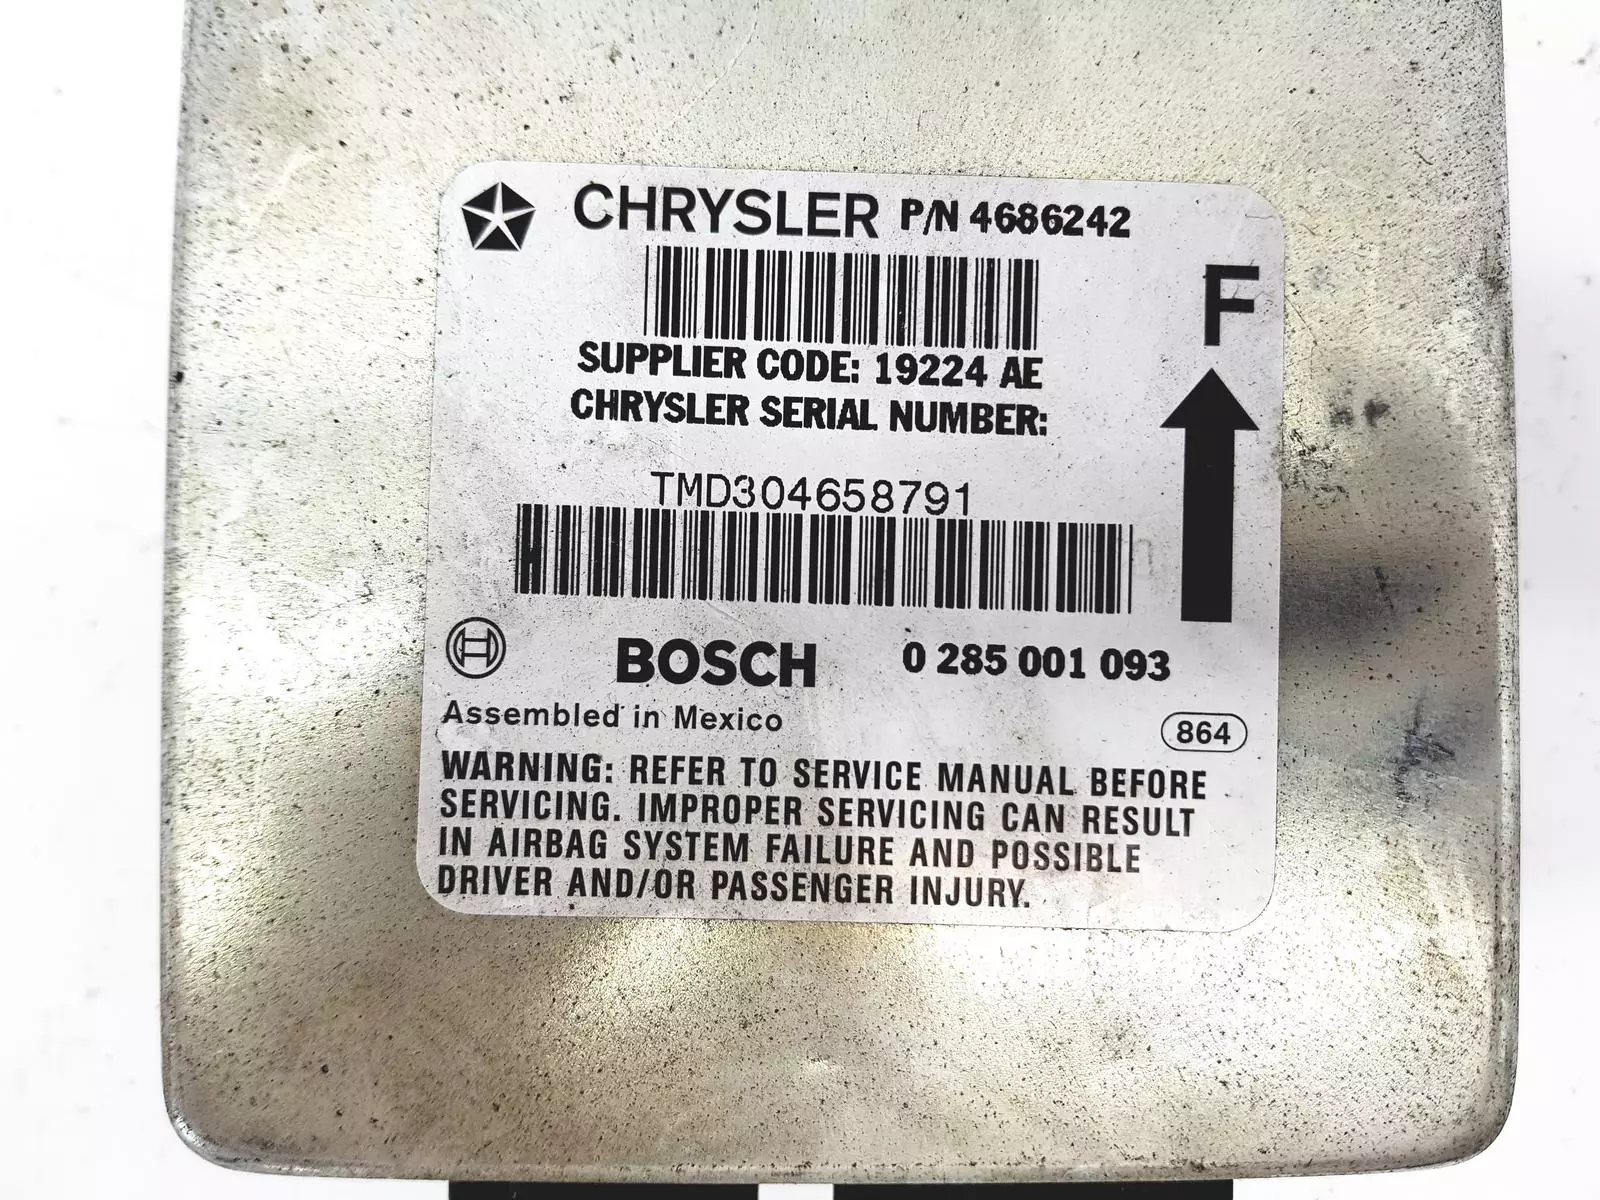 CHRYSLER P/N 4686242
F
SUPPLIER CODE: 19224 AE
CHRYSLER SERIAL NUMBER:
TMD304658791
BOSCH 0 285 001 093
Assembled in Mexico
864
WARNING: REFER TO SERVICE MANUAL BEFORE
SERVICING. IMPROPER SERVICING CAN RESULT
IN AIRBAG SYSTEM FAILURE AND POSSIBLE
DRIVER AND/OR PASSENGER INJURY.